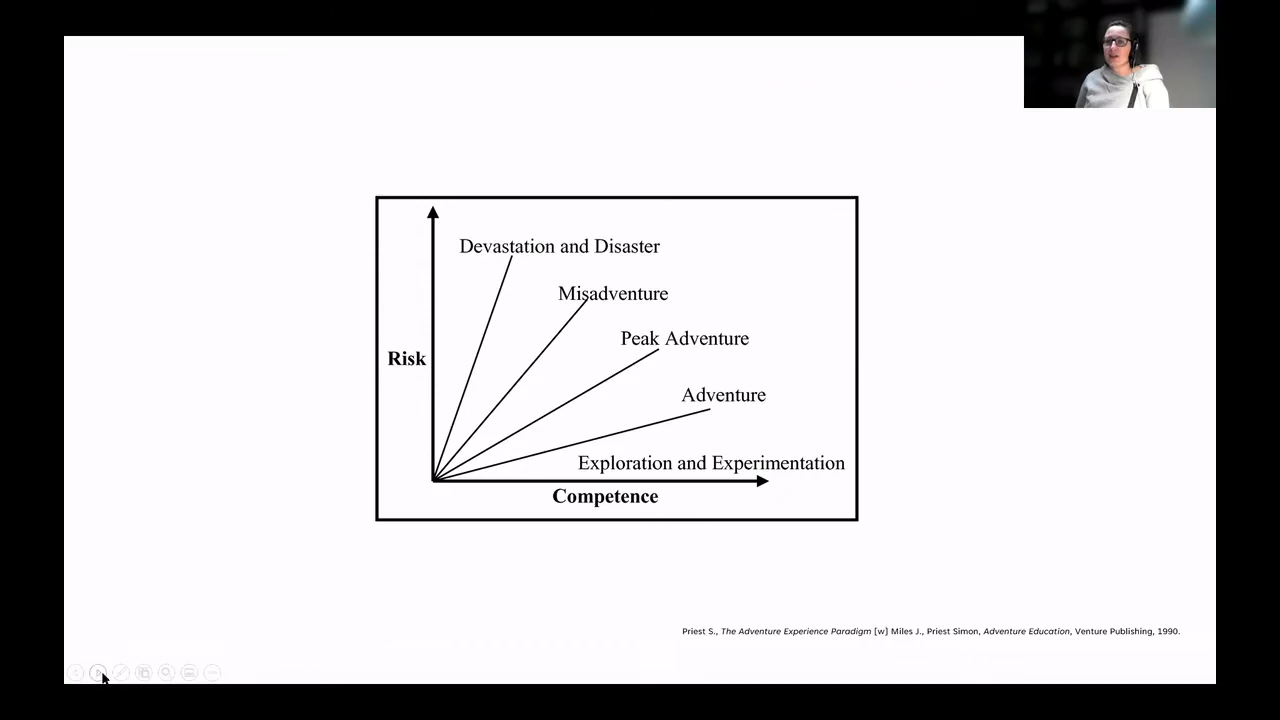 Devastation and Disaster
Misadventure
Peak Adventure
Risk
Adventure
Exploration and Experimentation
Competence
Priest S., The Adventure Experience Paradigm [w] Miles J., Priest Simon, Adventure Education, Venture Publishing, 1990.